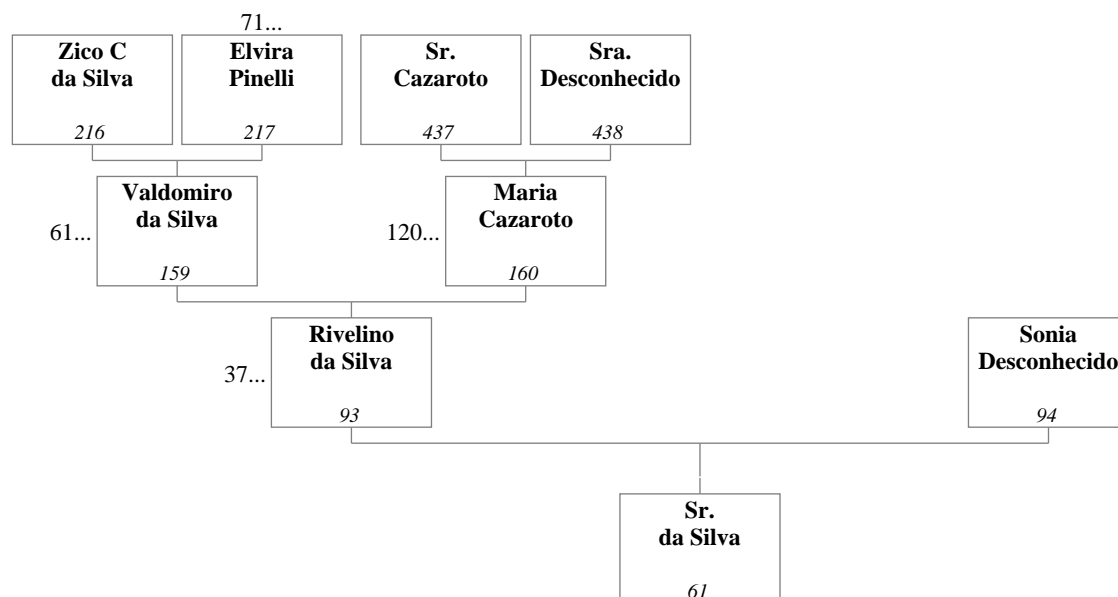 71...
Zico C
da Silva
216
Elvira
Pinelli
217
Sr.
Cazaroto
437
Sra.
Desconhecido
438
61...
Valdomiro
da Silva
159
120...
Maria
Cazaroto
160
37...
Rivelino
da Silva
93
Sonia
Desconhecido
94
Sr.
da Silva
61